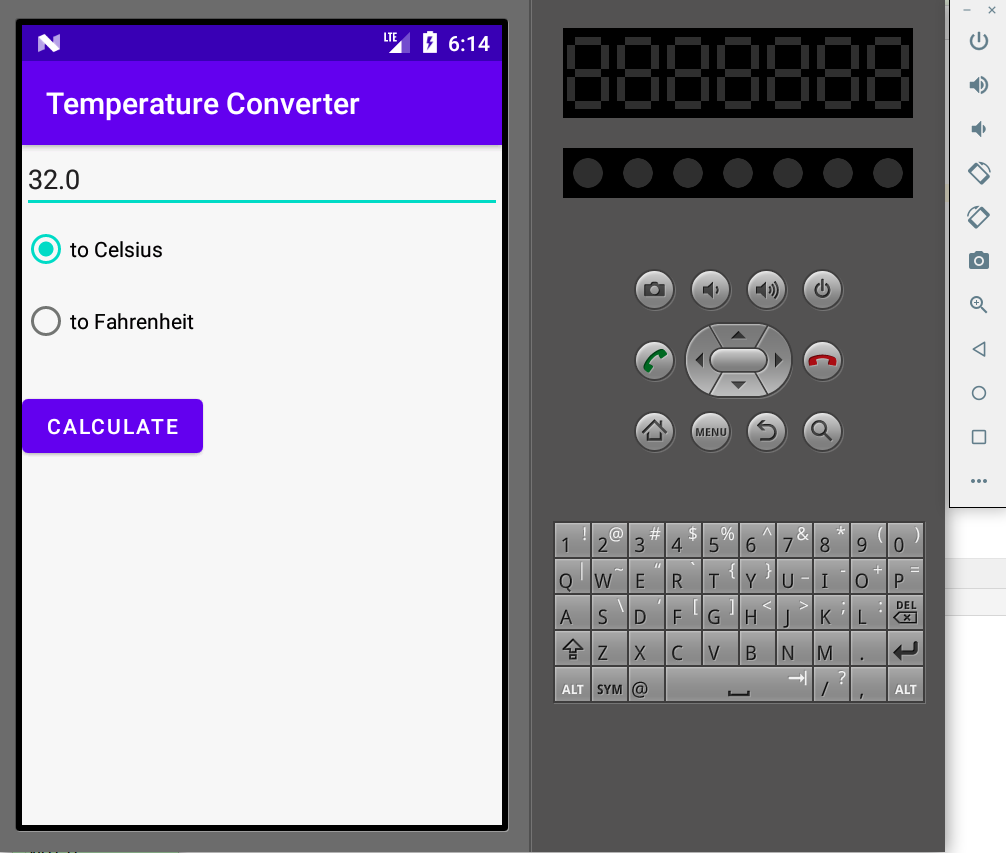 LTE 6:14
Temperature Converter
32.0
to Celsius
to Fahrenheit
CALCULATE
MENU
1 ! 2 @ 3 # 4 $ 5 % 6 ^ 7 & 8 * 9 ( 0 )
Q | W ~ E " R ` T { Y } U _ I - O + P =
A S \ D ' F [ G ] H < J > K ; L : DEL
Z X C V B N M .
ALT SYM @ / ? , ALT